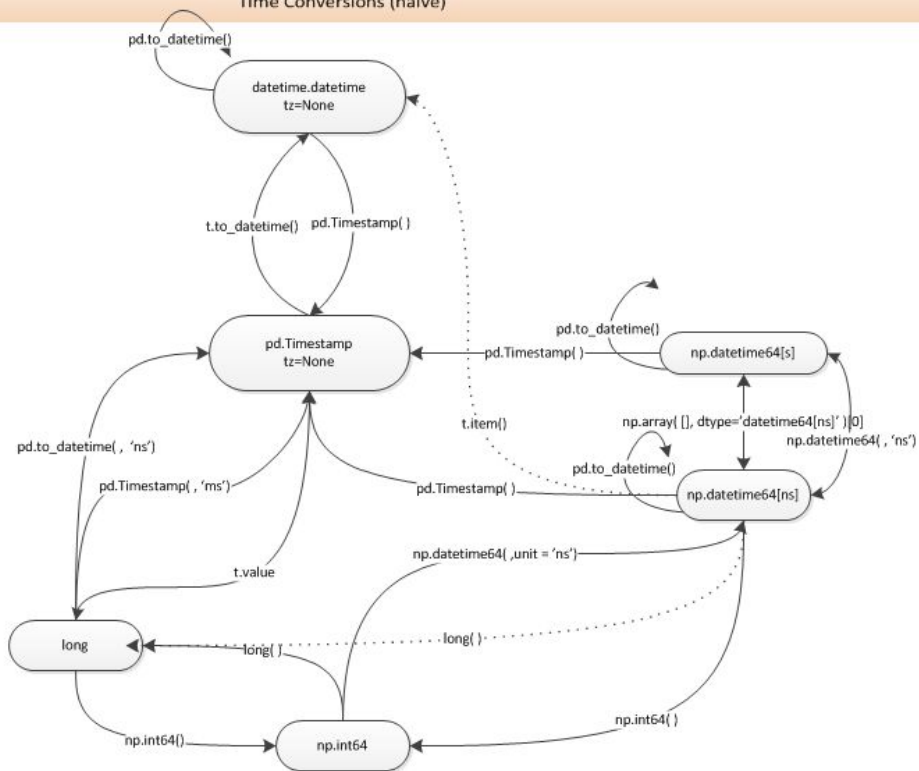 Time Conversions (naive)
pd.to_datetime()
datetime.datetime
tz=None
t.to_datetime()
pd.Timestamp( )
pd.Timestamp
tz=None
pd.to_datetime()
pd.Timestamp( )
np.datetime64[s]
t.item()
np.array( [], dtype='datetime64[ns]' )[0]
np.datetime64( , 'ns')
pd.to_datetime( , 'ns')
pd.to_datetime()
pd.Timestamp( , 'ms')
pd.Timestamp( )
np.datetime64[ns]
np.datetime64( ,unit = 'ns')
t.value
long
long( )
long( )
np.int64( )
np.int64()
np.int64